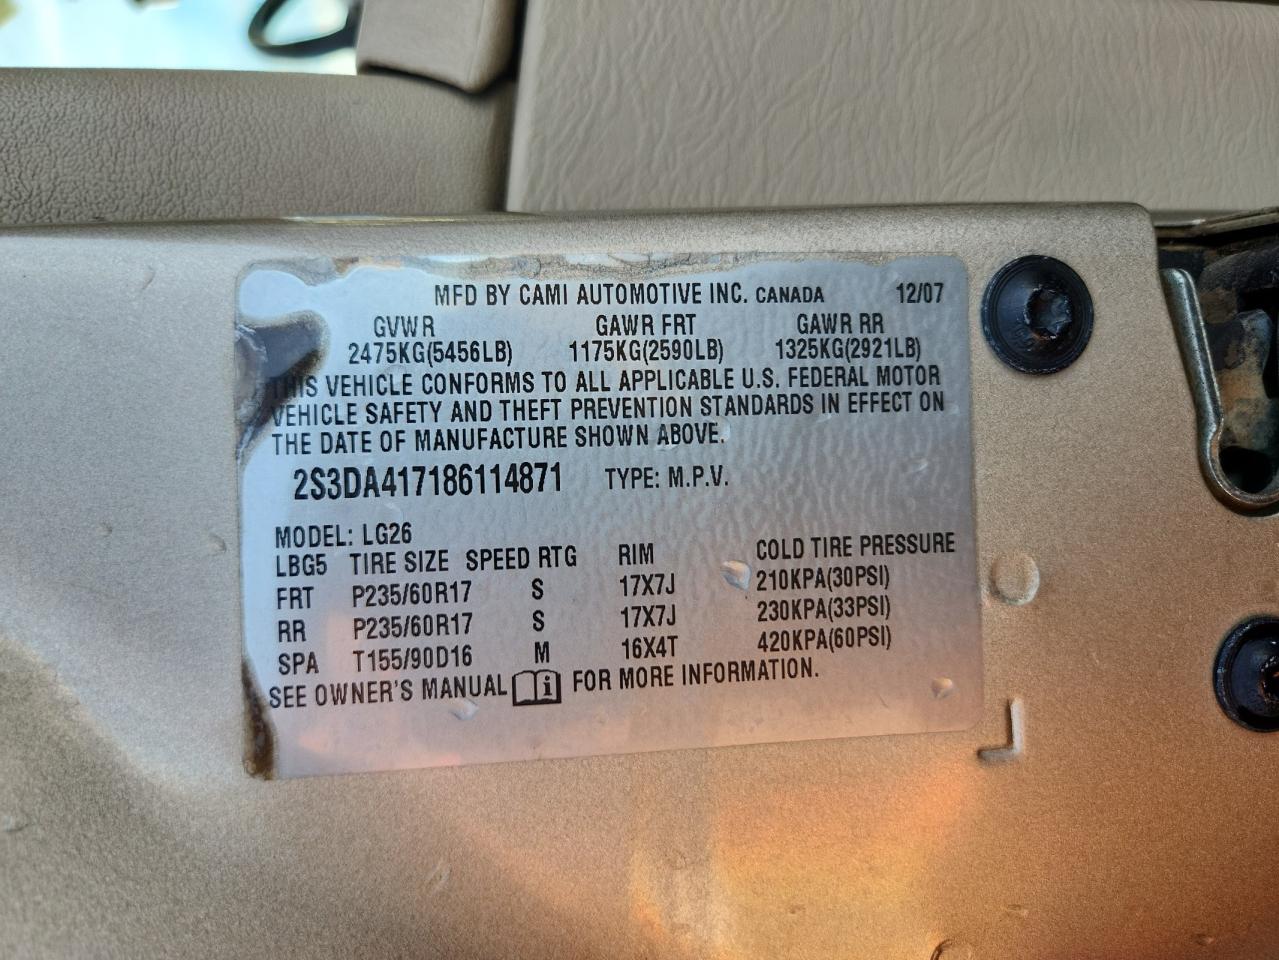 MFD BY CAMI AUTOMOTIVE INC. CANADA 12/07
GVWR GAWR FRT GAWR RR
2475KG(5456LB) 1175KG(2590LB) 1325KG(2921LB)
THIS VEHICLE CONFORMS TO ALL APPLICABLE U.S. FEDERAL MOTOR
VEHICLE SAFETY AND THEFT PREVENTION STANDARDS IN EFFECT ON
THE DATE OF MANUFACTURE SHOWN ABOVE.
2S3DA417186114871 TYPE: M.P.V.
MODEL: LG26
LBG5 TIRE SIZE SPEED RTG RIM COLD TIRE PRESSURE
FRT P235/60R17 S 17X7J 210KPA(30PSI)
RR P235/60R17 S 17X7J 230KPA(33PSI)
SPA T155/90D16 M 16X4T 420KPA(60PSI)
SEE OWNER'S MANUAL i FOR MORE INFORMATION.